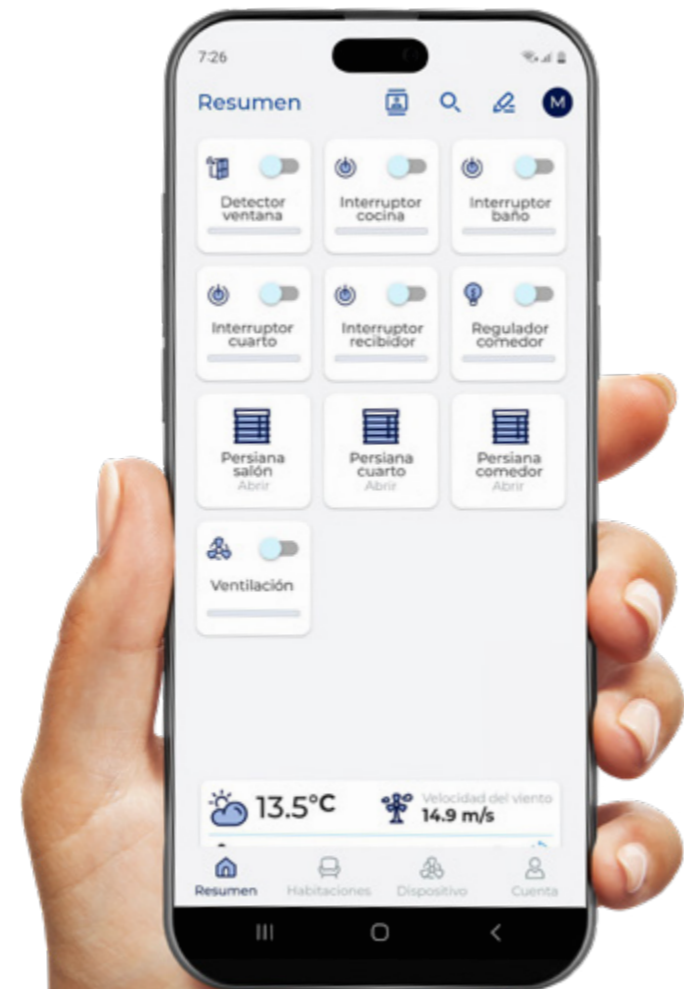 7:26
Resumen
M
Detector
ventana
Interruptor
cocina
Interruptor
baño
Interruptor
cuarto
Interruptor
recibidor
Regulador
comedor
Persiana
salón
Abrir
Persiana
cuarto
Abrir
Persiana
comedor
Abrir
Ventilación
13.5°C
Velocidad del viento
14.9 m/s
Resumen
Habitaciones
Dispositivo
Cuenta